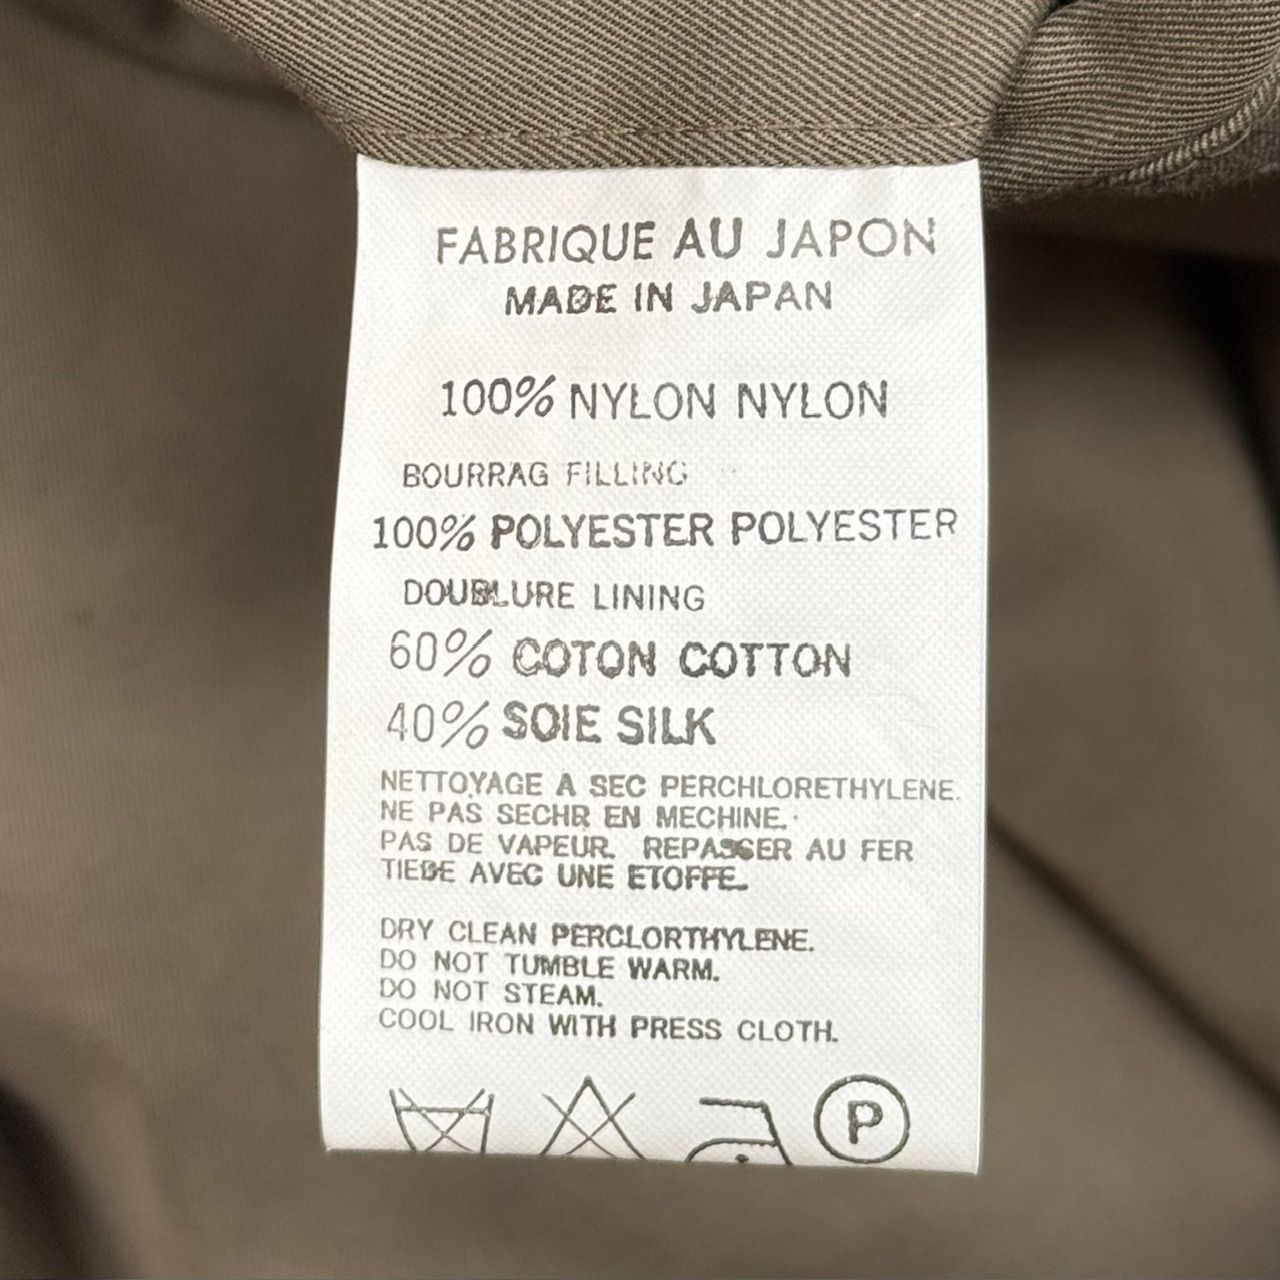 FABRIQUE AU JAPON
MADE IN JAPAN
100% NYLON NYLON
BOURRAG FILLING
100% POLYESTER POLYESTER
DOUBLURE LINING
60% COTON COTTON
40% SOIE SILK
NETTOYAGE A SEC PERCHLORETHYLENE.
NE PAS SECHR EN MECHINE.
PAS DE VAPEUR. REPASSER AU FER
TIEDE AVEC UNE ETOFFE.
DRY CLEAN PERCLORTHYLENE.
DO NOT TUMBLE WARM.
DO NOT STEAM.
COOL IRON WITH PRESS CLOTH.
P